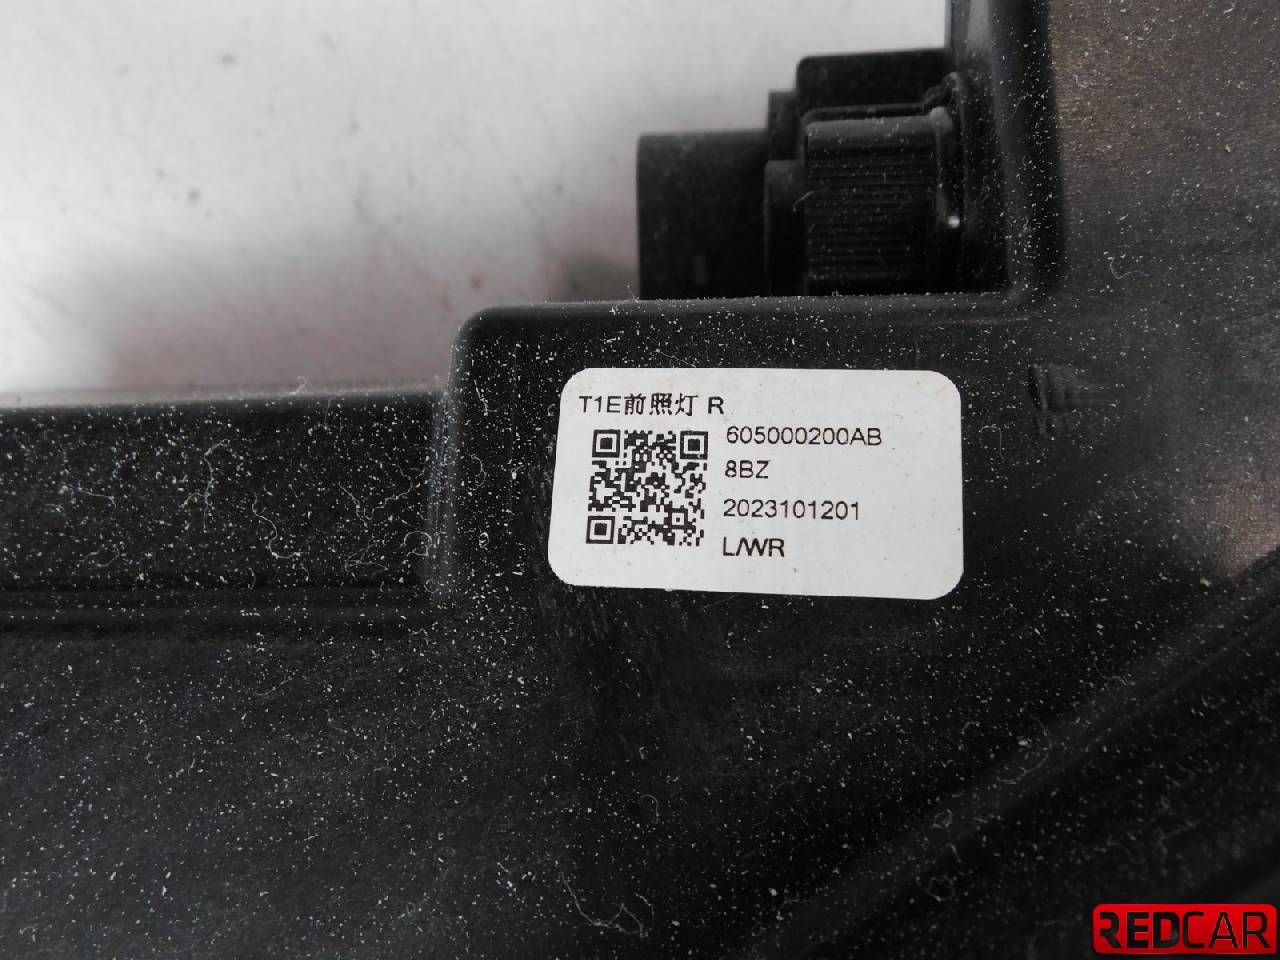 T1E前照灯 R
605000200AB
8BZ
2023101201
L/WR
REDCAR